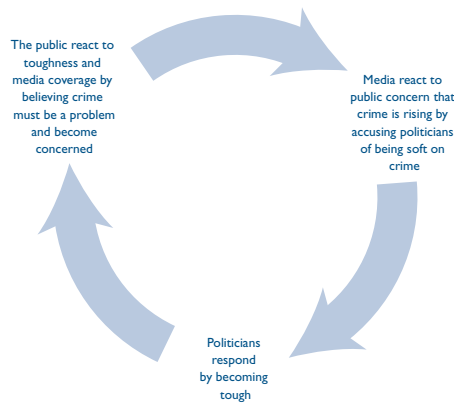 The public react to
toughness and
media coverage by
believing crime
must be a problem
and become
concerned
Media react to
public concern that
crime is rising by
accusing politicians
of being soft on
crime
Politicians
respond
by becoming
tough